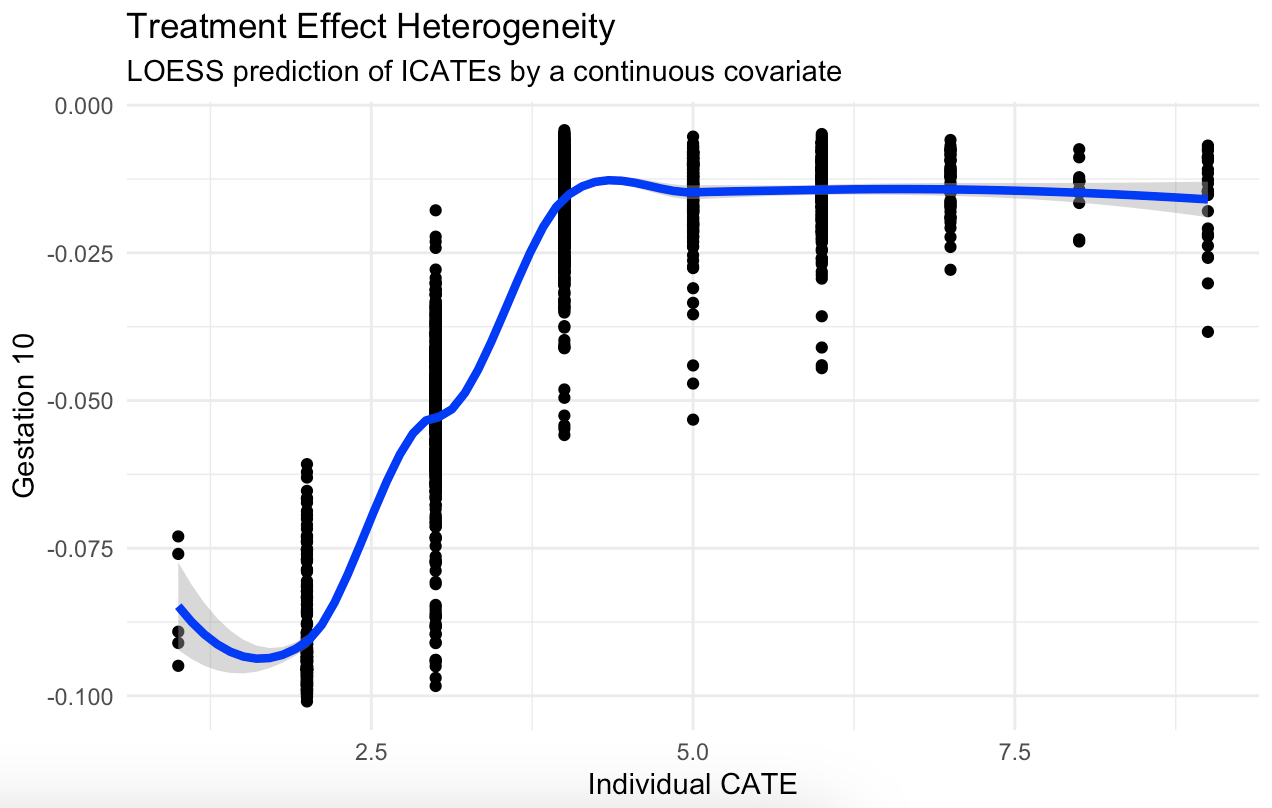 Treatment Effect Heterogeneity
LOESS prediction of ICATEs by a continuous covariate
0.000
-0.025
-0.050
-0.075
-0.100
Gestation 10
2.5 5.0 7.5
Individual CATE